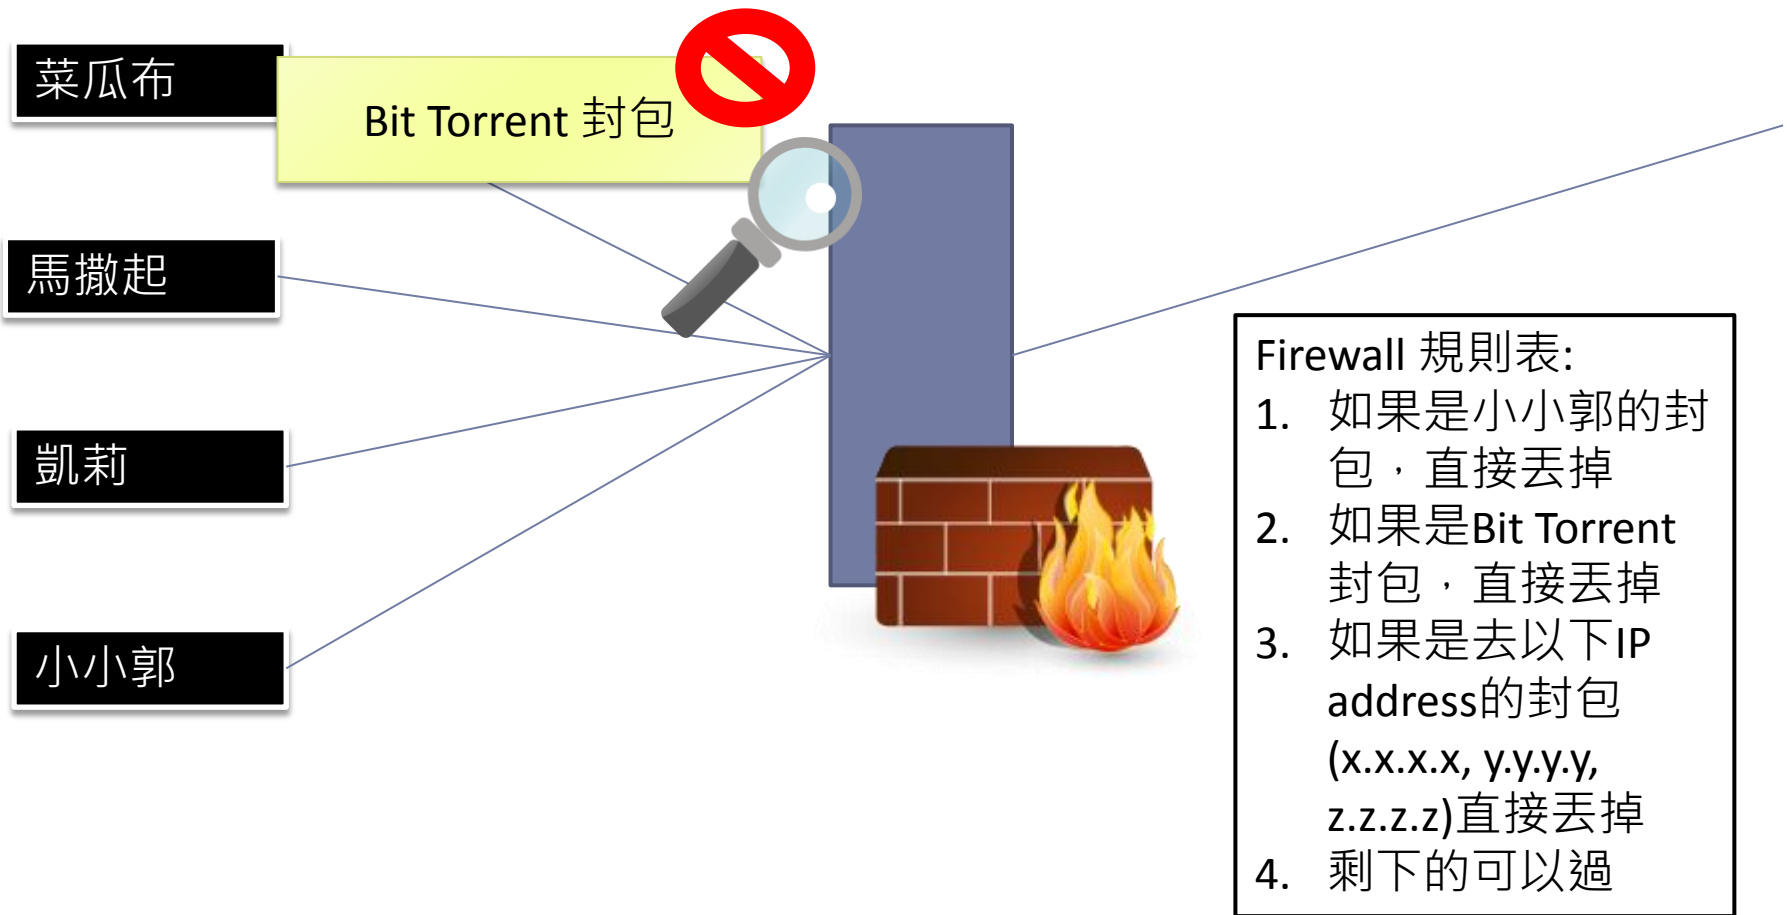 菜瓜布
Bit Torrent 封包
馬撒起
凱莉
小小郭
Firewall 規則表:
1. 如果是小小郭的封
包，直接丟掉
2. 如果是Bit Torrent
封包，直接丟掉
3. 如果是去以下IP
address的封包
(x.x.x.x, y.y.y.y,
z.z.z.z)直接丟掉
4. 剩下的可以過